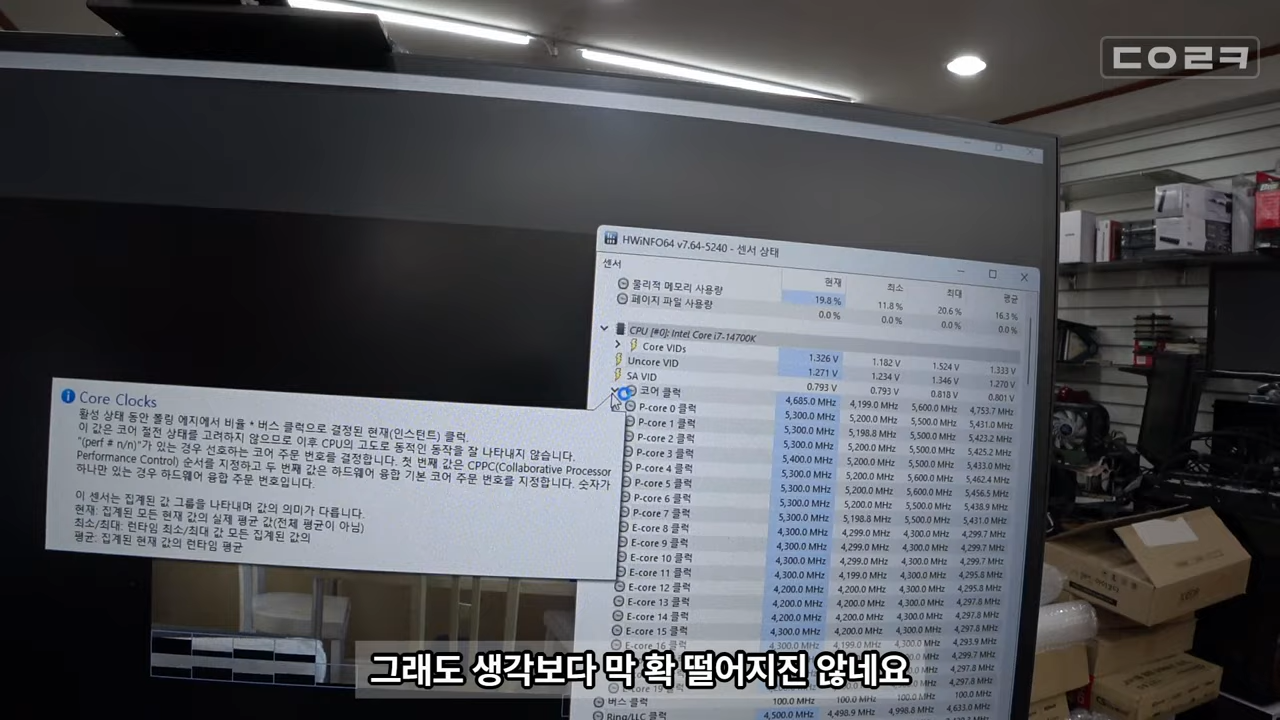 ㄷㅇㄹㅋ
HWiNFO64 v7.64-5240 - 센서 상태
센서 현재 최소 최대 평균
물리적 메모리 사용량 19.8 % 11.8 % 20.6 % 16.3 %
페이지 파일 사용량 0.0 % 0.0 % 0.0 % 0.0 %
CPU [#0]: Intel Core i7-14700K
Core VIDs 1.326 V 1.182 V 1.524 V 1.333 V
Uncore VID 1.271 V 1.234 V 1.346 V 1.270 V
SA VID 0.793 V 0.793 V 0.818 V 0.801 V
코어 클럭 4,685.0 MHz 4,199.0 MHz 5,600.0 MHz 4,753.7 MHz
P-core 0 클럭 5,300.0 MHz 5,200.0 MHz 5,500.0 MHz 5,431.0 MHz
P-core 1 클럭 5,300.0 MHz 5,198.8 MHz 5,500.0 MHz 5,423.2 MHz
P-core 2 클럭 5,300.0 MHz 5,200.0 MHz 5,500.0 MHz 5,425.2 MHz
P-core 3 클럭 5,400.0 MHz 5,200.0 MHz 5,500.0 MHz 5,433.0 MHz
P-core 4 클럭 5,300.0 MHz 5,200.0 MHz 5,600.0 MHz 5,462.4 MHz
P-core 5 클럭 5,300.0 MHz 5,200.0 MHz 5,600.0 MHz 5,456.5 MHz
P-core 6 클럭 5,300.0 MHz 5,200.0 MHz 5,500.0 MHz 5,438.9 MHz
P-core 7 클럭 5,300.0 MHz 5,198.8 MHz 5,500.0 MHz 5,431.0 MHz
E-core 8 클럭 4,300.0 MHz 4,299.0 MHz 4,300.0 MHz 4,299.7 MHz
E-core 9 클럭 4,300.0 MHz 4,299.0 MHz 4,300.0 MHz 4,299.7 MHz
E-core 10 클럭 4,300.0 MHz 4,299.0 MHz 4,300.0 MHz 4,299.7 MHz
E-core 11 클럭 4,300.0 MHz 4,199.0 MHz 4,300.0 MHz 4,295.8 MHz
E-core 12 클럭 4,200.0 MHz 4,200.0 MHz 4,300.0 MHz 4,297.8 MHz
E-core 13 클럭 4,200.0 MHz 4,200.0 MHz 4,300.0 MHz 4,297.8 MHz
E-core 14 클럭 4,200.0 MHz 4,200.0 MHz 4,300.0 MHz 4,297.8 MHz
E-core 15 클럭 4,300.0 MHz 4,200.0 MHz 4,300.0 MHz 4,297.8 MHz
E-core 16 4,293.9 MHz
버스 클럭 100.0 MHz 100.0 MHz 100.0 MHz 100.0 MHz
Ring/LLC 클럭 4,500.0 MHz 4,498.9 MHz 4,998.8 MHz 4,633.0 MHz
Core Clocks
활성 상태 동안 폴링 에지에서 비율 * 버스 클럭으로 결정된 현재(인스턴트) 클럭.
이 값은 코어 절전 상태를 고려하지 않으므로 이후 CPU의 고도로 동적인 동작을 잘 나타내지 않습니다.
"(perf # n/n)"가 있는 경우 선호하는 코어 주문 번호를 결정합니다. 첫 번째 값은 CPPC(Collaborative Processor
Performance Control) 순서를 지정하고 두 번째 값은 하드웨어 융합 기본 코어 주문 번호를 지정합니다. 숫자가
하나만 있는 경우 하드웨어 융합 주문 번호입니다.
이 센서는 집계된 값 그룹을 나타내며 값의 의미가 다릅니다.
현재: 집계된 모든 현재 값의 실제 평균 값(전체 평균이 아님)
최소/최대: 런타임 최소/최대 값 모든 집계된 값의
평균: 집계된 현재 값의 런타임 평균
그래도 생각보다 막 확 떨어지진 않네요